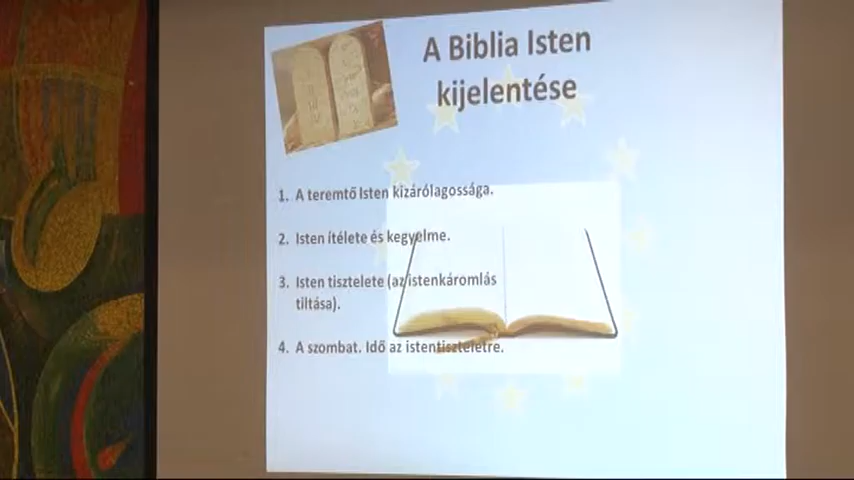 A Biblia Isten
kijelentése
1. A teremtő Isten kizárólagossága.
2. Isten ítélete és kegyelme.
3. Isten tisztelete (az istenkáromlás
tiltása).
4. A szombat. Idő az istentiszteletre.